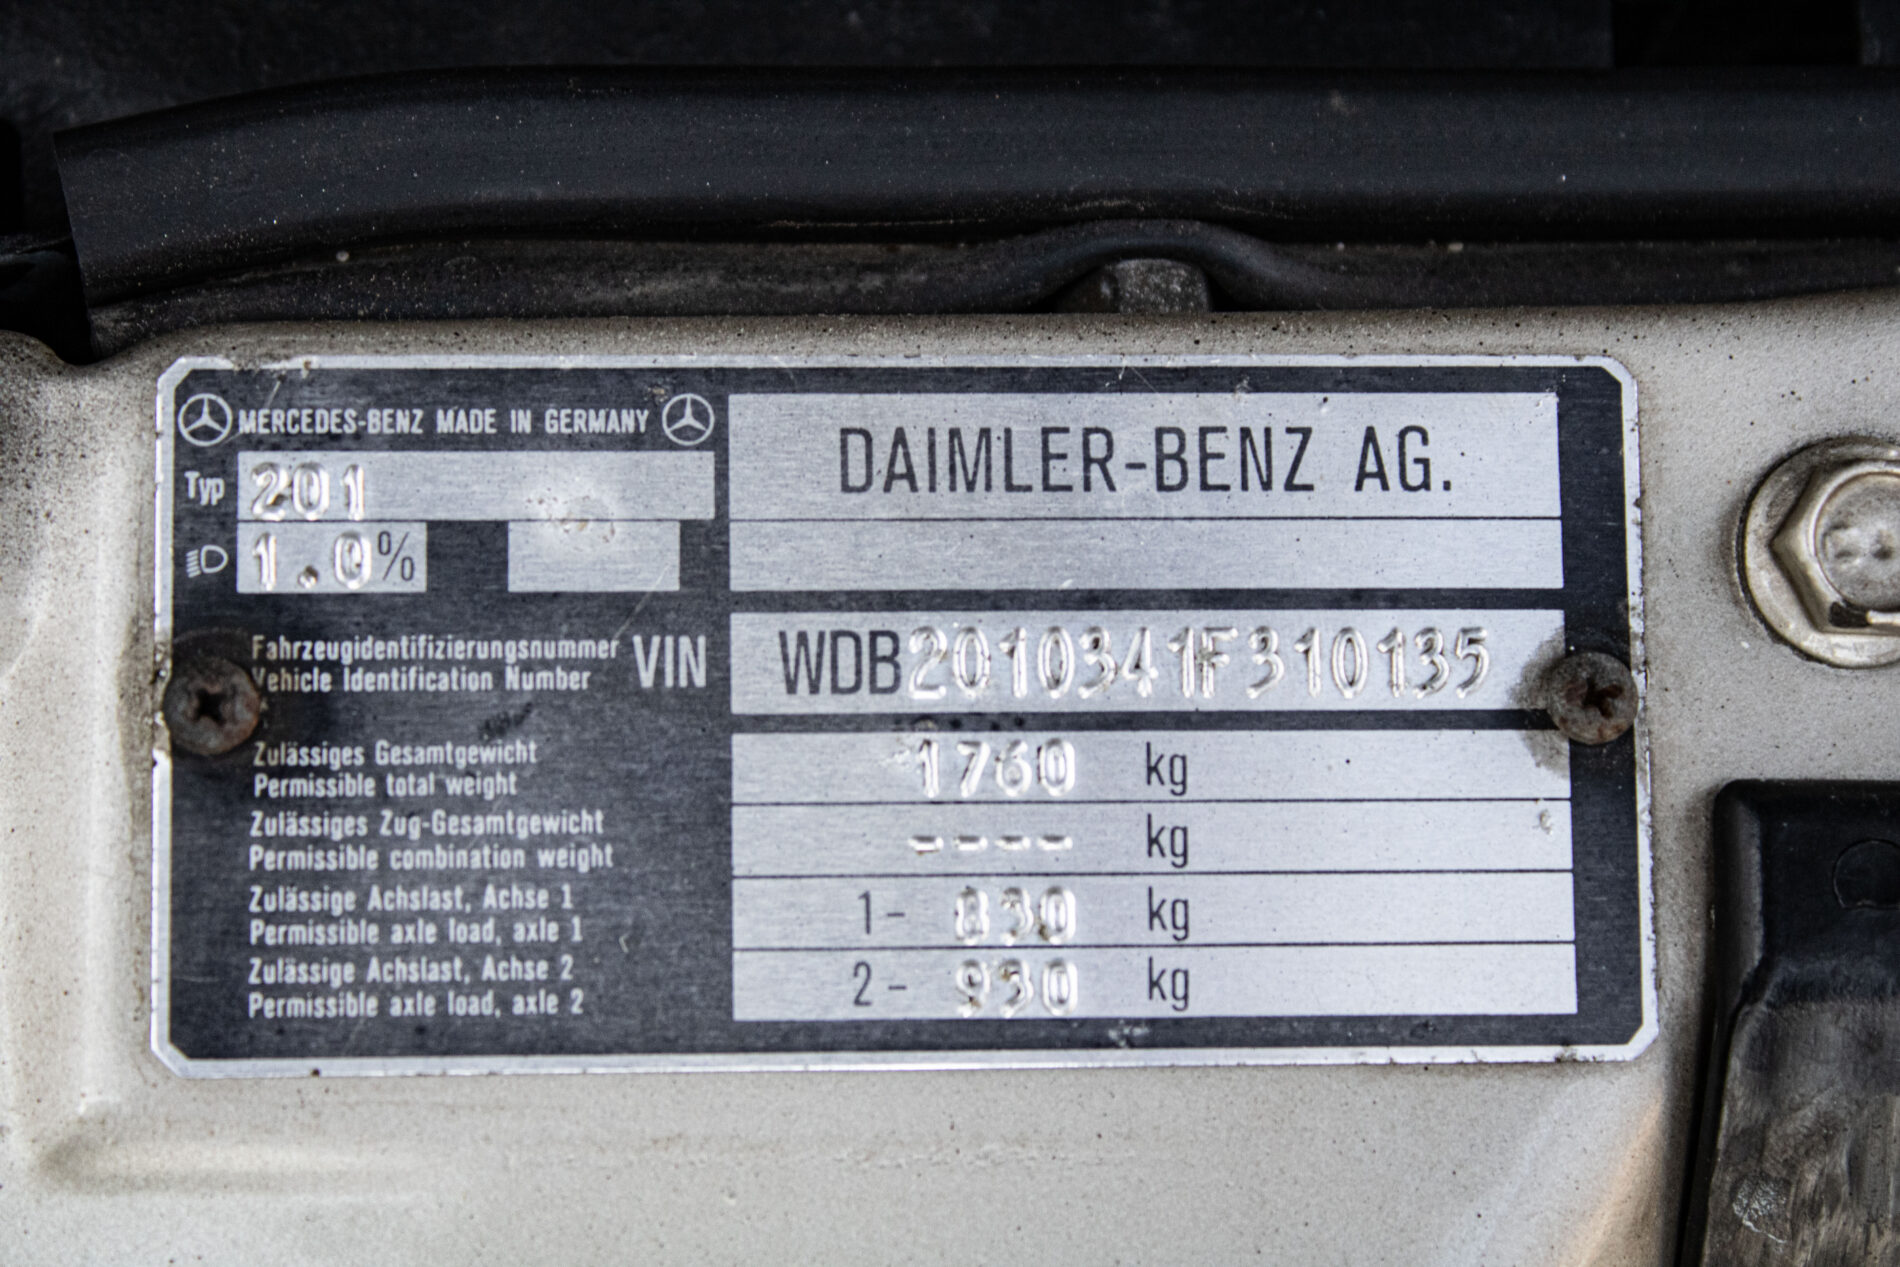 MERCEDES-BENZ MADE IN GERMANY
DAIMLER-BENZ AG.
Typ 201
1.0%
Fahrzeugidentifizierungsnummer
Vehicle Identification Number
VIN WDB2010341F310135
Zulässiges Gesamtgewicht
Permissible total weight
1760 kg
Zulässiges Zug-Gesamtgewicht
Permissible combination weight
---- kg
Zulässige Achslast, Achse 1
Permissible axle load, axle 1
1- 830 kg
Zulässige Achslast, Achse 2
Permissible axle load, axle 2
2- 930 kg